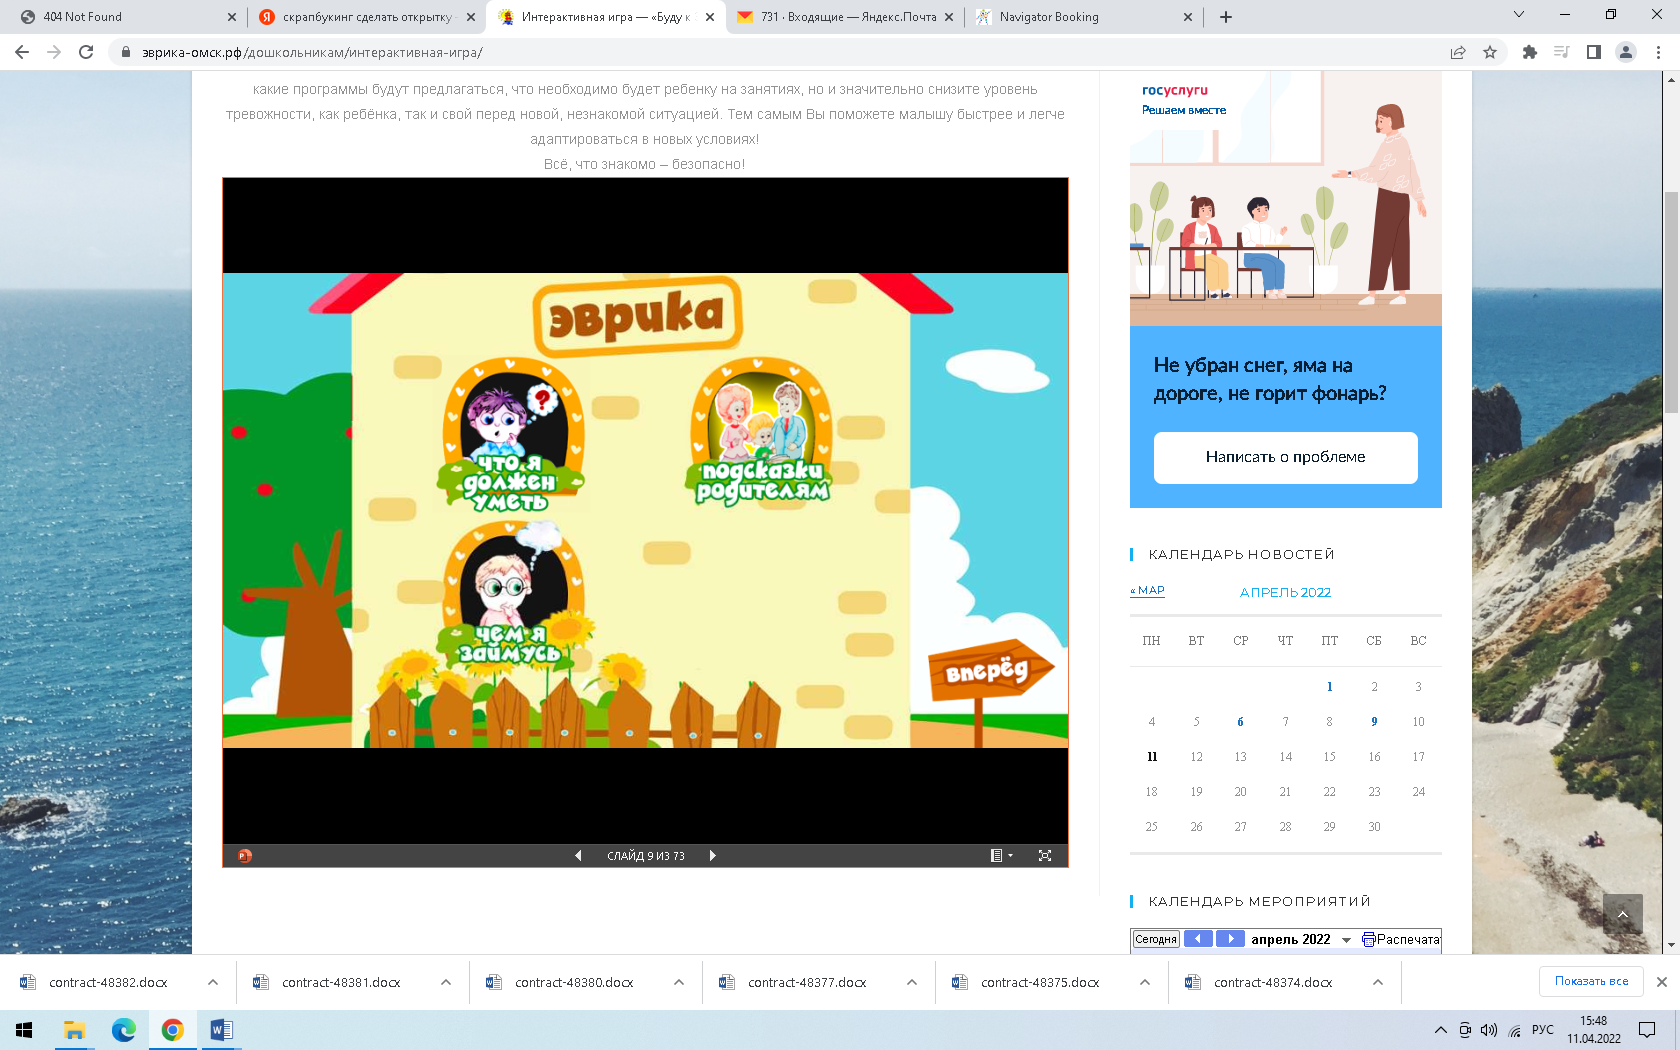 404 Not Found
скрапбукинг сделать открытку
Интерактивная игра — «Буду к
731 · Входящие — Яндекс.Почта
Navigator Booking
эврика-омск.рф/дошкольникам/интерактивная-игра/
какие программы будут предлагаться, что необходимо будет ребенку на занятиях, но и значительно снизите уровень
тревожности, как ребёнка, так и свой перед новой, незнакомой ситуацией. Тем самым Вы поможете малышу быстрее и легче
адаптироваться в новых условиях!
Всё, что знакомо – безопасно!
эврика
?
что я
должен
уметь
подсказки
родителям
чем я
займусь
вперёд
СЛАЙД 9 ИЗ 73
госуслуги
Решаем вместе
Не убран снег, яма на
дороге, не горит фонарь?
Написать о проблеме
КАЛЕНДАРЬ НОВОСТЕЙ
« МАР
АПРЕЛЬ 2022
ПН ВТ СР ЧТ ПТ СБ ВС
1 2 3
4 5 6 7 8 9 10
11 12 13 14 15 16 17
18 19 20 21 22 23 24
25 26 27 28 29 30
КАЛЕНДАРЬ МЕРОПРИЯТИЙ
Сегодня апрель 2022 Распечатат
contract-48382.docx
contract-48381.docx
contract-48380.docx
contract-48377.docx
contract-48375.docx
contract-48374.docx
Показать все
РУС
15:48
11.04.2022